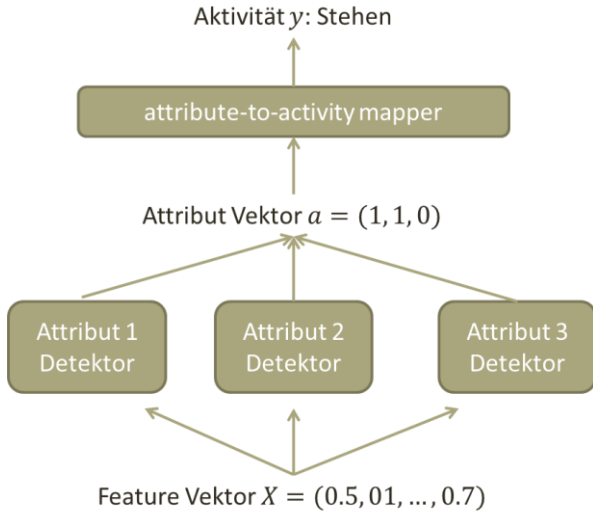 Aktivität y: Stehen
attribute-to-activity mapper
Attribut Vektor a = (1, 1, 0)
Attribut 1 Detektor
Attribut 2 Detektor
Attribut 3 Detektor
Feature Vektor X = (0.5, 01, … , 0.7)